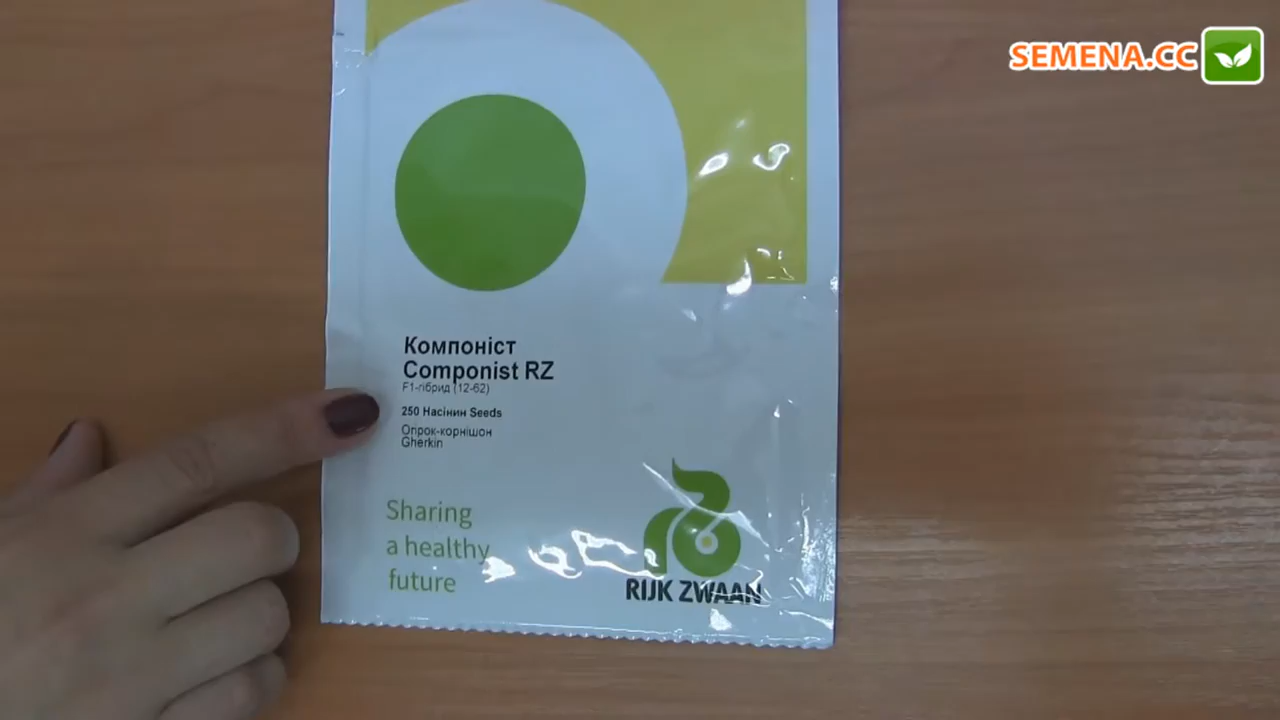 SEMENA.CC
Компоніст
Componist RZ
F1-гібрид (12-62)
250 Насінин Seeds
Огірок-корнішон
Gherkin
Sharing
a healthy
future
RIJK ZWAAN